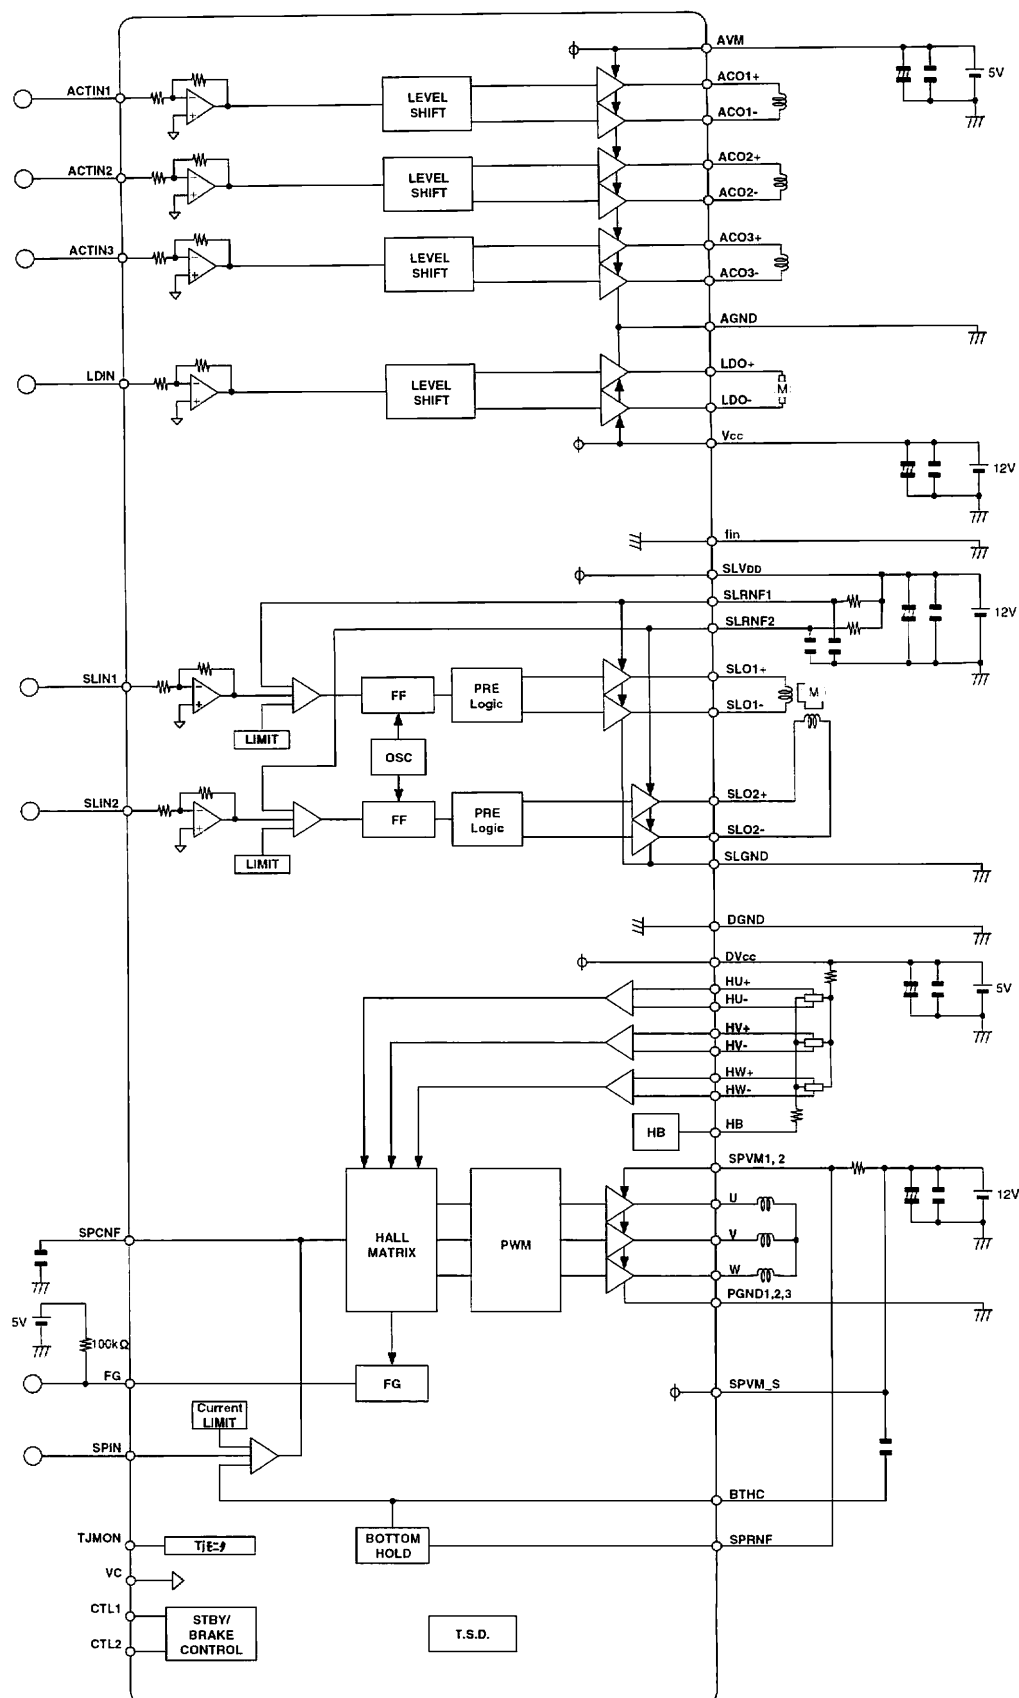 AVM
5V
ACTIN1
LEVEL
SHIFT
ACO1+
ACO1-
ACTIN2
LEVEL
SHIFT
ACO2+
ACO2-
ACTIN3
LEVEL
SHIFT
ACO3+
ACO3-
AGND
LDIN
LEVEL
SHIFT
LDO+
M
LDO-
Vcc
12V
fin
SLVDD
SLRNF1
12V
SLRNF2
SLIN1
FF
PRE
Logic
SLO1+
M
SLO1-
LIMIT
OSC
SLIN2
FF
PRE
Logic
SLO2+
SLO2-
LIMIT
SLGND
DGND
DVcc
HU+
5V
HU-
HV+
HV-
HW+
HW-
HB
HB
SPVM1, 2
12V
SPCNF
HALL
MATRIX
PWM
U
V
W
PGND1,2,3
5V
100kΩ
FG
FG
SPVM_S
Current
LIMIT
SPIN
BTHC
TJMON
Tjモニタ
BOTTOM
HOLD
SPRNF
VC
CTL1
STBY/
BRAKE
CONTROL
CTL2
T.S.D.